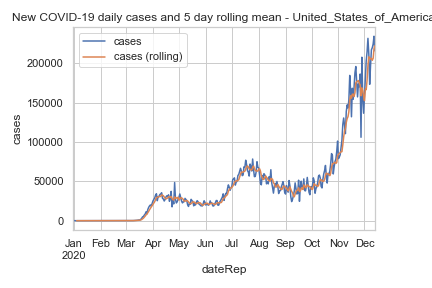 New COVID-19 daily cases and 5 day rolling mean - United_States_of_America
cases
cases (rolling)
200000
150000
100000
50000
0
cases
Jan Feb Mar Apr May Jun Jul Aug Sep Oct Nov Dec
2020
dateRep